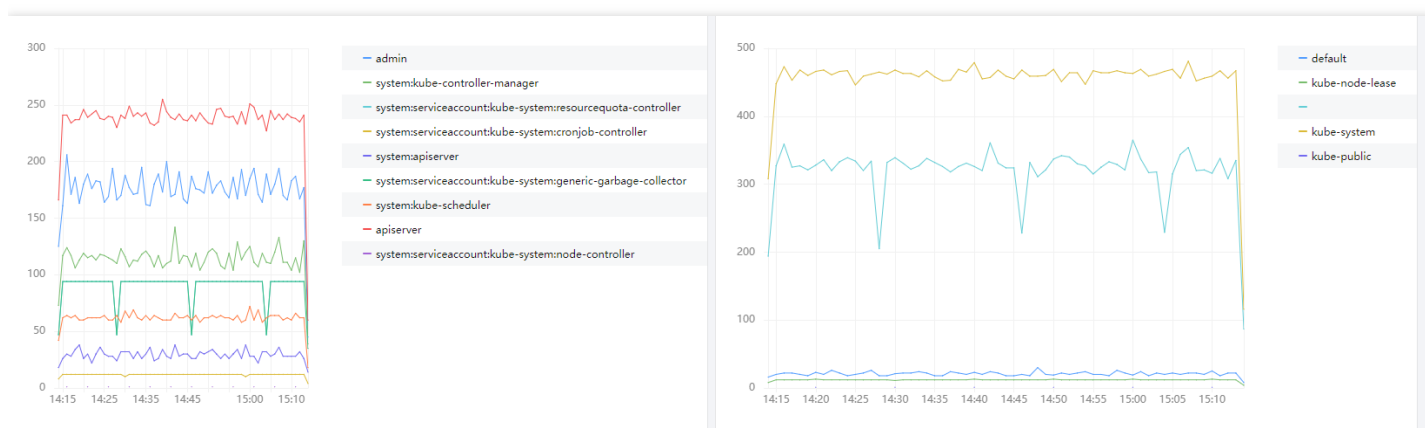 300
250
200
150
100
50
0
14:15 14:25 14:35 14:45 15:00 15:10
admin
system:kube-controller-manager
system:serviceaccount:kube-system:resourcequota-controller
system:serviceaccount:kube-system:cronjob-controller
system:apiserver
system:serviceaccount:kube-system:generic-garbage-collector
system:kube-scheduler
apiserver
system:serviceaccount:kube-system:node-controller
500
400
300
200
100
0
14:15 14:20 14:25 14:30 14:35 14:40 14:45 14:50 14:55 15:00 15:05 15:10
default
kube-node-lease
kube-system
kube-public